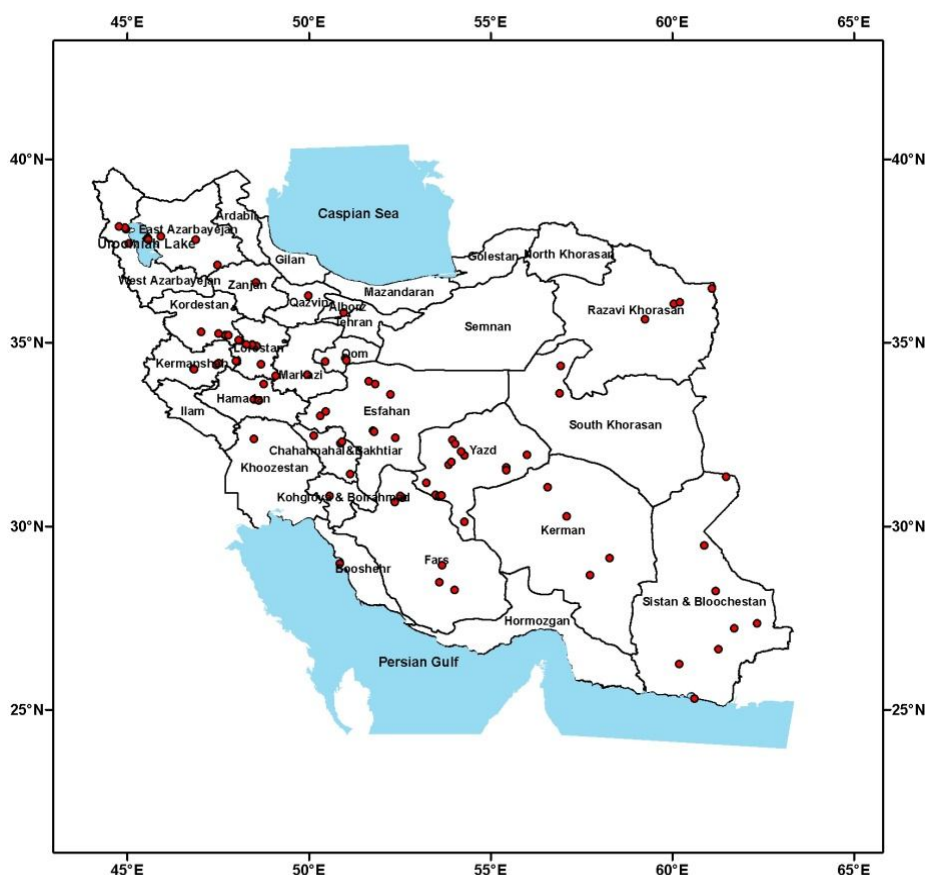 45°E 50°E 55°E 60°E 65°E
40°N 40°N
Caspian Sea
Ardabil
East Azarbayejan
Uroomiah Lake
Golestan
North Khorasan
Gilan
West Azarbayejan
Zanjan
Mazandaran
Qazvin
Alborz
Kordestan
Razavi Khorasan
Tehran
Semnan
35°N 35°N
Lorestan
Qom
Kermanshah
Markazi
Hamadan
Ilam
Esfahan
South Khorasan
Chaharmahal&Bakhtiar
Yazd
Khoozestan
Kohgloye & Boirahmad
30°N 30°N
Kerman
Fars
Booshehr
Sistan & Bloochestan
Hormozgan
Persian Gulf
25°N 25°N
45°E 50°E 55°E 60°E 65°E